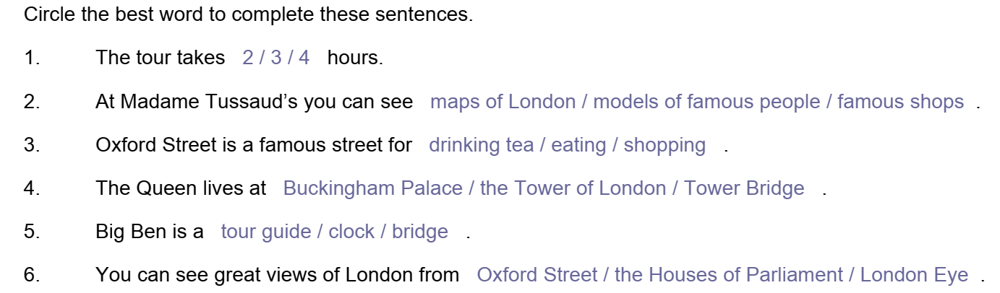 Circle the best word to complete these sentences.
1. The tour takes 2 / 3 / 4 hours.
2. At Madame Tussaud’s you can see maps of London / models of famous people / famous shops .
3. Oxford Street is a famous street for drinking tea / eating / shopping .
4. The Queen lives at Buckingham Palace / the Tower of London / Tower Bridge .
5. Big Ben is a tour guide / clock / bridge .
6. You can see great views of London from Oxford Street / the Houses of Parliament / London Eye .